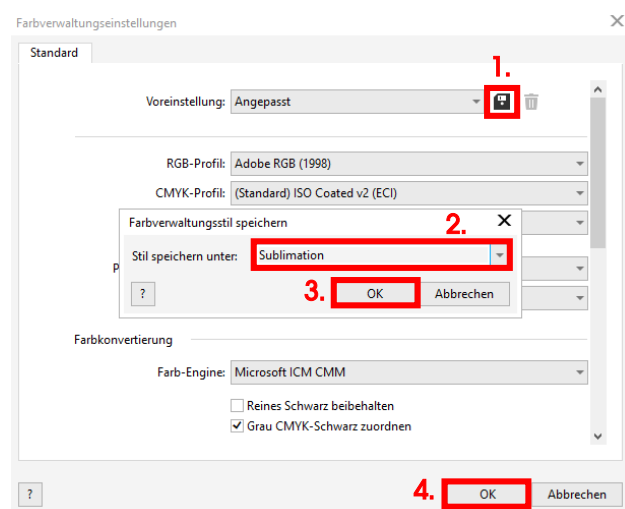 Farbverwaltungseinstellungen
Standard
1.
Voreinstellung: Angepasst
RGB-Profil: Adobe RGB (1998)
CMYK-Profil: (Standard) ISO Coated v2 (ECI)
Farbverwaltungsstil speichern
2.
Stil speichern unter: Sublimation
P
? 3. OK Abbrechen
Farbkonvertierung
Farb-Engine: Microsoft ICM CMM
Reines Schwarz beibehalten
Grau CMYK-Schwarz zuordnen
? 4. OK Abbrechen